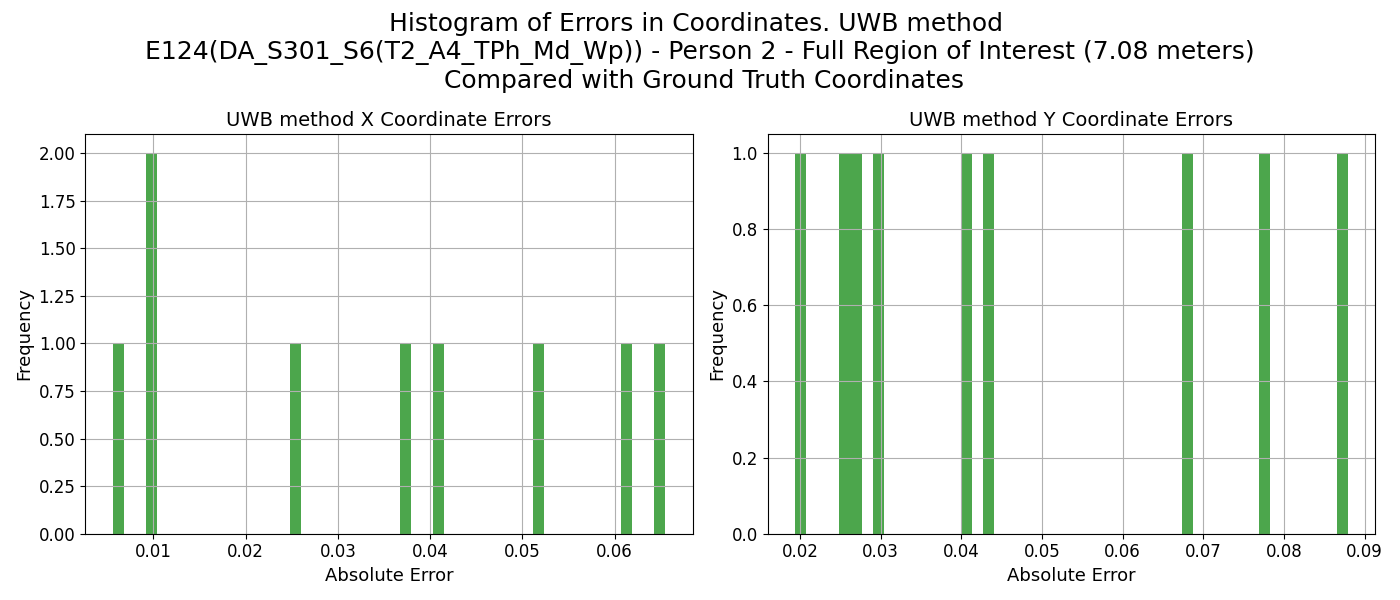 Histogram of Errors in Coordinates. UWB method
E124(DA_S301_S6(T2_A4_TPh_Md_Wp)) - Person 2 - Full Region of Interest (7.08 meters)
Compared with Ground Truth Coordinates
UWB method X Coordinate Errors
2.00
1.75
1.50
1.25
1.00
0.75
0.50
0.25
0.00
Frequency
0.01 0.02 0.03 0.04 0.05 0.06
Absolute Error
UWB method Y Coordinate Errors
1.0
0.8
0.6
0.4
0.2
0.0
Frequency
0.02 0.03 0.04 0.05 0.06 0.07 0.08 0.09
Absolute Error